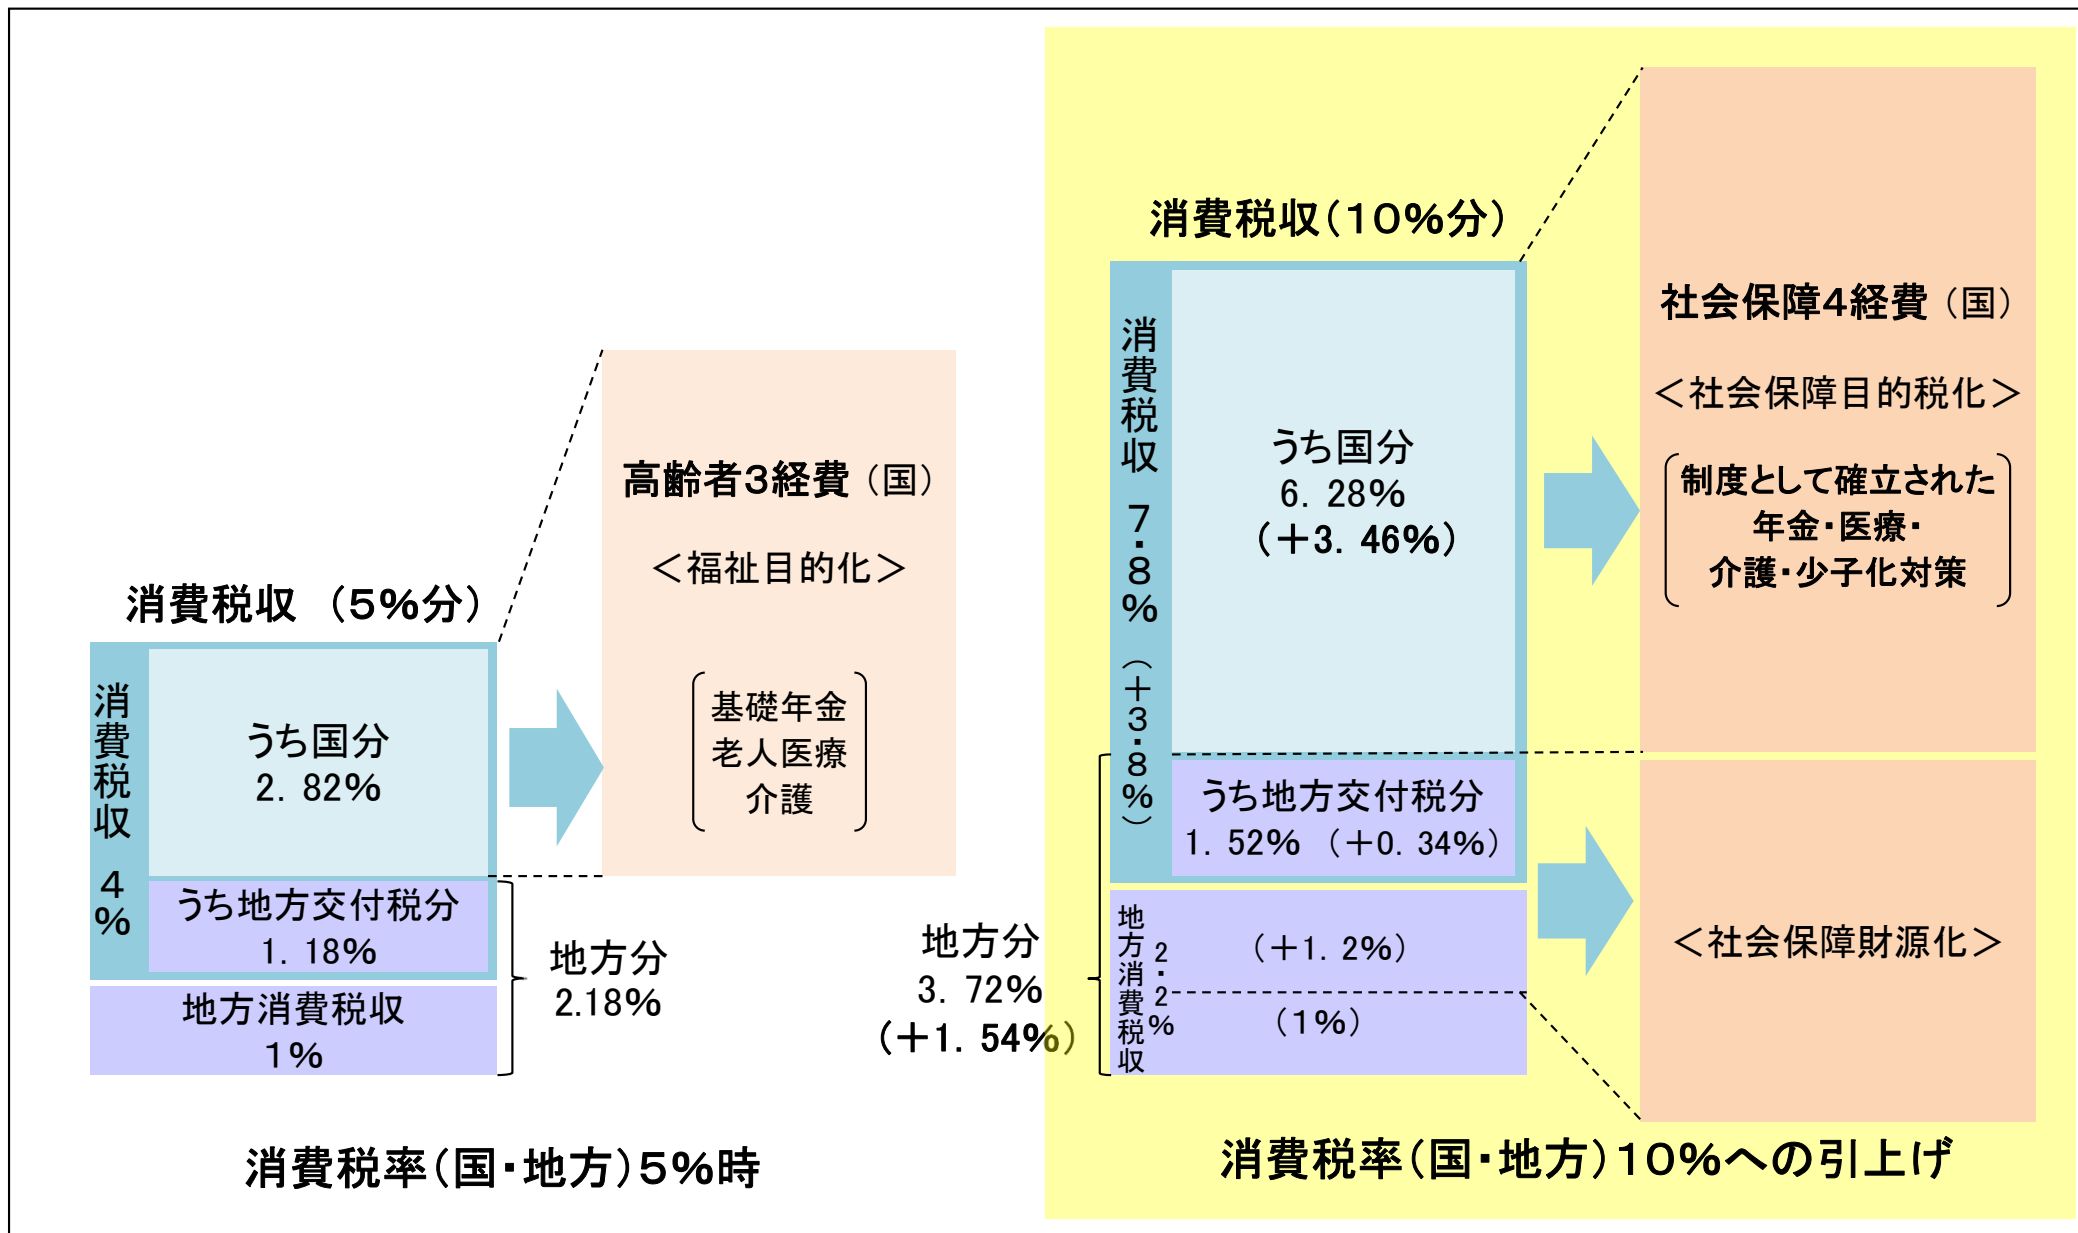 消費税収 (5%分)
消費税収 4%
うち国分
2. 82%
うち地方交付税分
1. 18%
地方消費税収
1%
地方分
2.18%
高齢者3経費(国)
<福祉目的化>
基礎年金
老人医療
介護
消費税率(国・地方)5%時
消費税収(10%分)
消費税収 7・8% (+3・8%)
うち国分
6. 28%
(+3. 46%)
うち地方交付税分
1. 52% (+0. 34%)
地方消費税収
2・2%
(+1. 2%)
(1%)
地方分
3. 72%
(+1. 54%)
社会保障4経費(国)
<社会保障目的税化>
制度として確立された
年金・医療・
介護・少子化対策
<社会保障財源化>
消費税率(国・地方)10%への引上げ